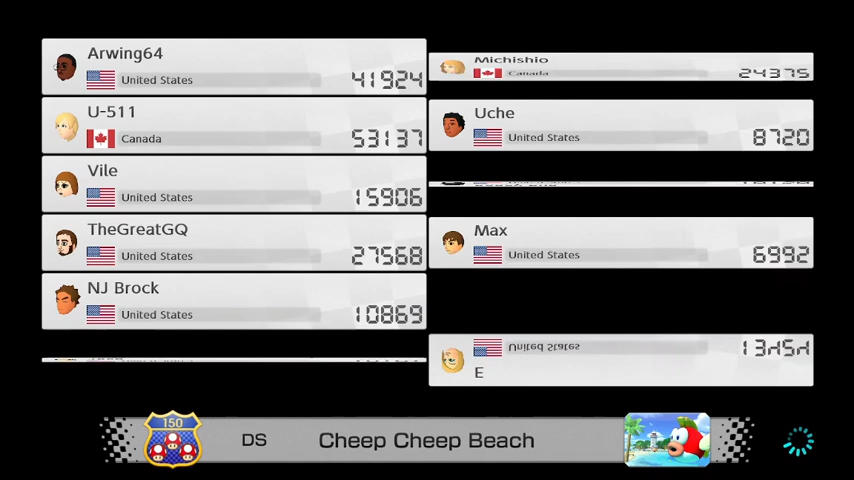 Arwing64
United States
41924
U-511
Canada
53137
Vile
United States
15906
TheGreatGQ
United States
27568
NJ Brock
United States
10869
Michishio
Canada
24375
Uche
United States
8720
Max
United States
6992
United States
E
150
DS
Cheep Cheep Beach